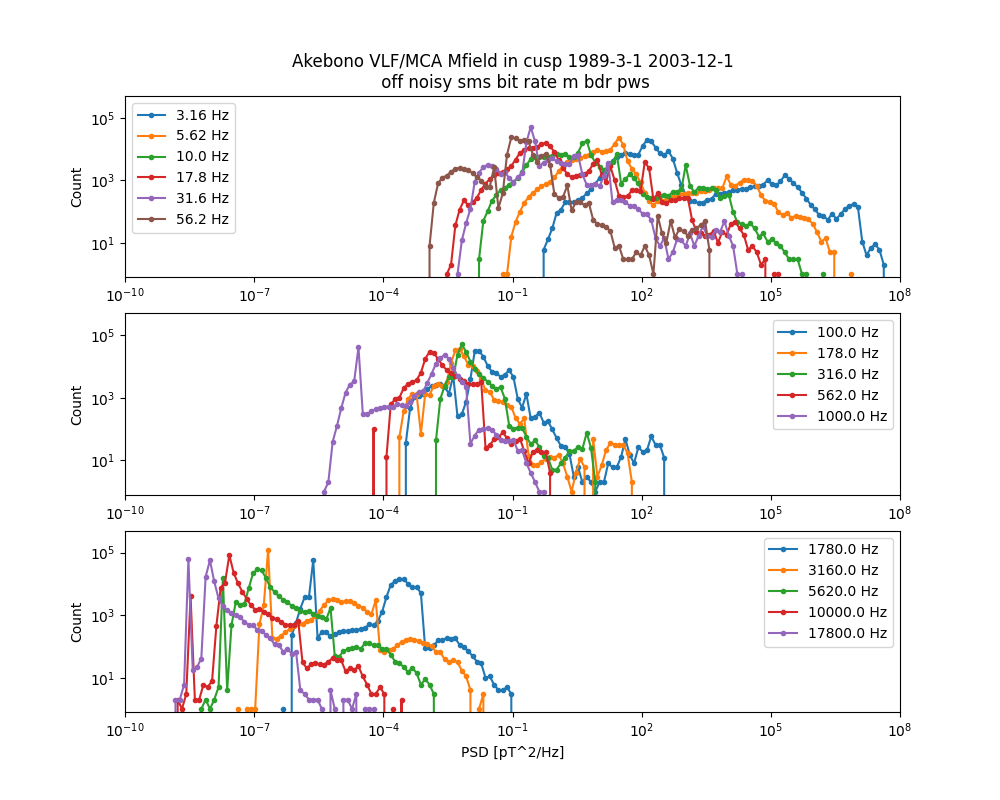 Akebono VLF/MCA Mfield in cusp 1989-3-1 2003-12-1
off noisy sms bit rate m bdr pws
Count
10^5
10^3
10^1
3.16 Hz
5.62 Hz
10.0 Hz
17.8 Hz
31.6 Hz
56.2 Hz
10^-10
10^-7
10^-4
10^-1
10^2
10^5
10^8
Count
10^5
10^3
10^1
100.0 Hz
178.0 Hz
316.0 Hz
562.0 Hz
1000.0 Hz
10^-10
10^-7
10^-4
10^-1
10^2
10^5
10^8
Count
10^5
10^3
10^1
1780.0 Hz
3160.0 Hz
5620.0 Hz
10000.0 Hz
17800.0 Hz
10^-10
10^-7
10^-4
10^-1
10^2
10^5
10^8
PSD [pT^2/Hz]